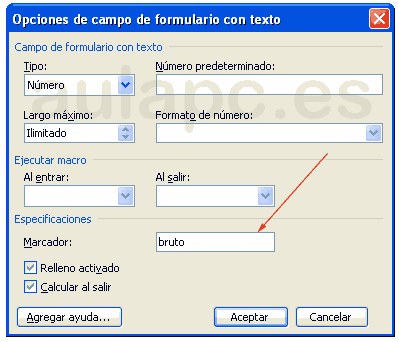 Opciones de campo de formulario con texto
Campo de formulario con texto
Tipo: Número predeterminado:
Número
aulapc.es
Largo máximo: Formato de número:
Ilimitado
Ejecutar macro
Al entrar: Al salir:
Especificaciones
Marcador: bruto
Relleno activado
Calcular al salir
Agregar ayuda... Aceptar Cancelar